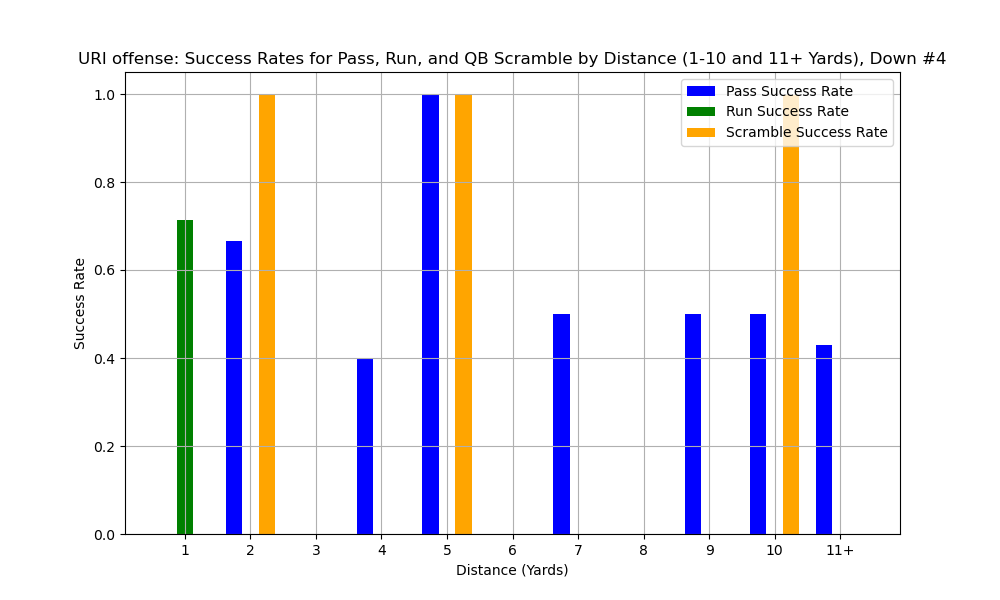 URI offense: Success Rates for Pass, Run, and QB Scramble by Distance (1-10 and 11+ Yards), Down #4
Pass Success Rate
Run Success Rate
Scramble Success Rate
1.0
0.8
0.6
0.4
0.2
0.0
Success Rate
1 2 3 4 5 6 7 8 9 10 11+
Distance (Yards)